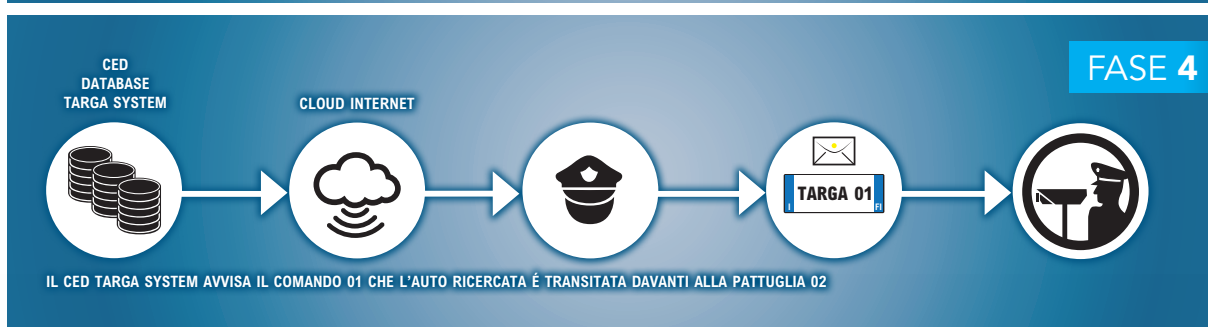 FASE 4
CED
DATABASE
TARGA SYSTEM
CLOUD INTERNET
TARGA 01
I
FI
IL CED TARGA SYSTEM AVVISA IL COMANDO 01 CHE L'AUTO RICERCATA É TRANSITATA DAVANTI ALLA PATTUGLIA 02